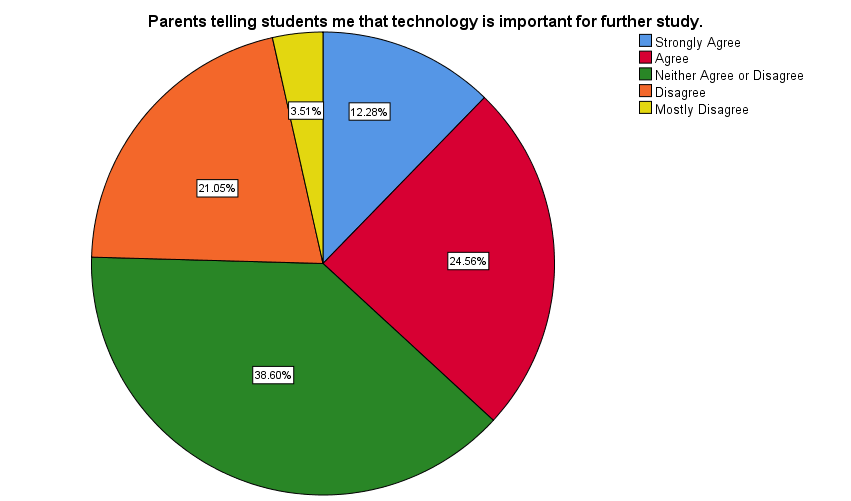 Parents telling students me that technology is important for further study.
Strongly Agree
Agree
Neither Agree or Disagree
Disagree
Mostly Disagree
3.51%
12.28%
21.05%
24.56%
38.60%